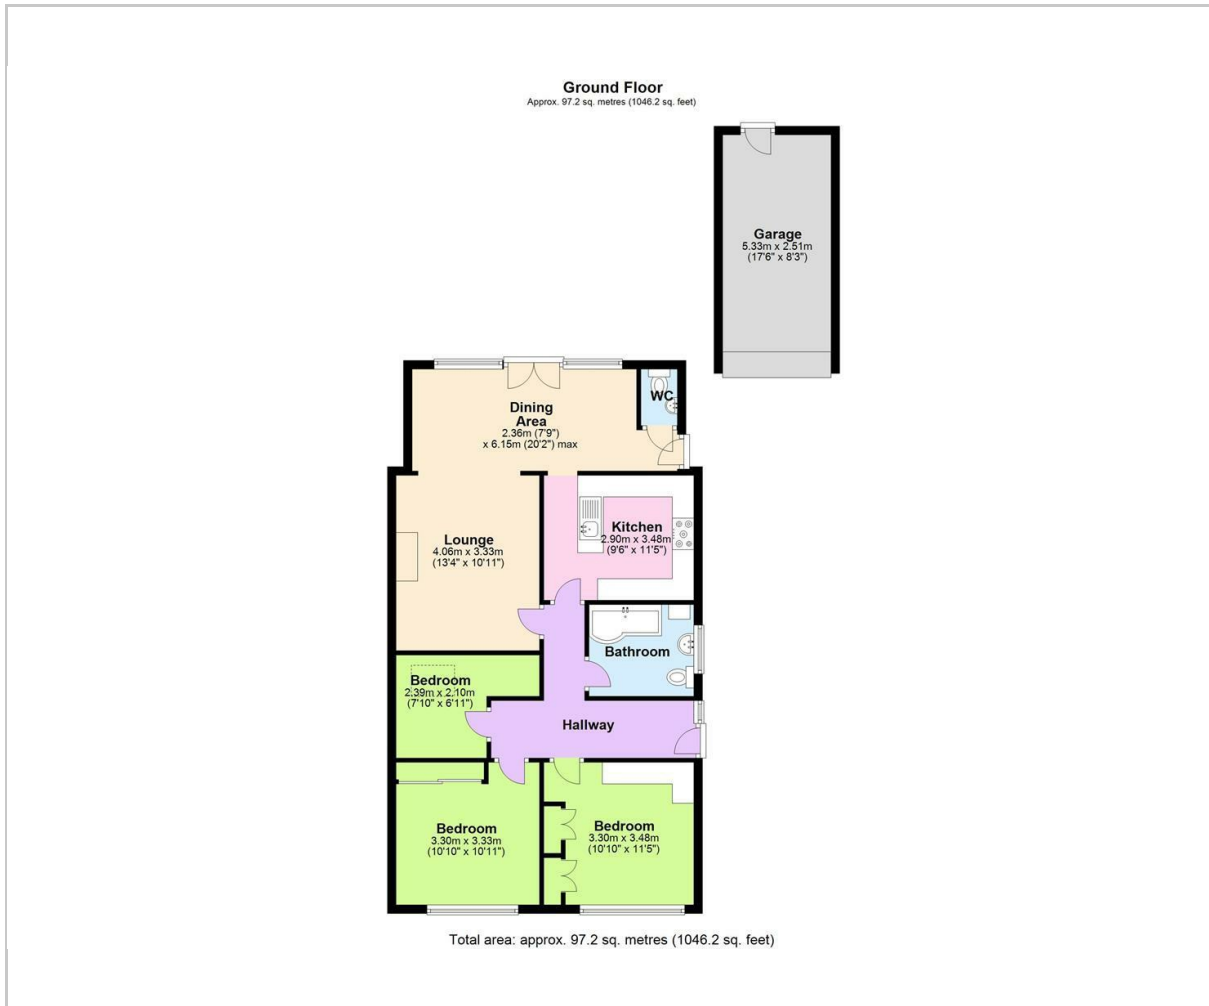 Ground Floor
Approx. 97.2 sq. metres (1046.2 sq. feet)
Garage
5.33m x 2.51m
(17'6" x 8'3")
Dining
Area
2.36m (7'9")
x 6.15m (20'2") max
WC
Lounge
4.06m x 3.33m
(13'4" x 10'11")
Kitchen
2.90m x 3.48m
(9'6" x 11'5")
Bathroom
Bedroom
2.39m x 2.10m
(7'10" x 6'11")
Hallway
Bedroom
3.30m x 3.33m
(10'10" x 10'11")
Bedroom
3.30m x 3.48m
(10'10" x 11'5")
Total area: approx. 97.2 sq. metres (1046.2 sq. feet)